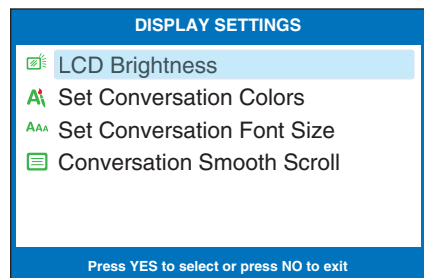 DISPLAY SETTINGS
LCD Brightness
Set Conversation Colors
Set Conversation Font Size
Conversation Smooth Scroll
Press YES to select or press NO to exit